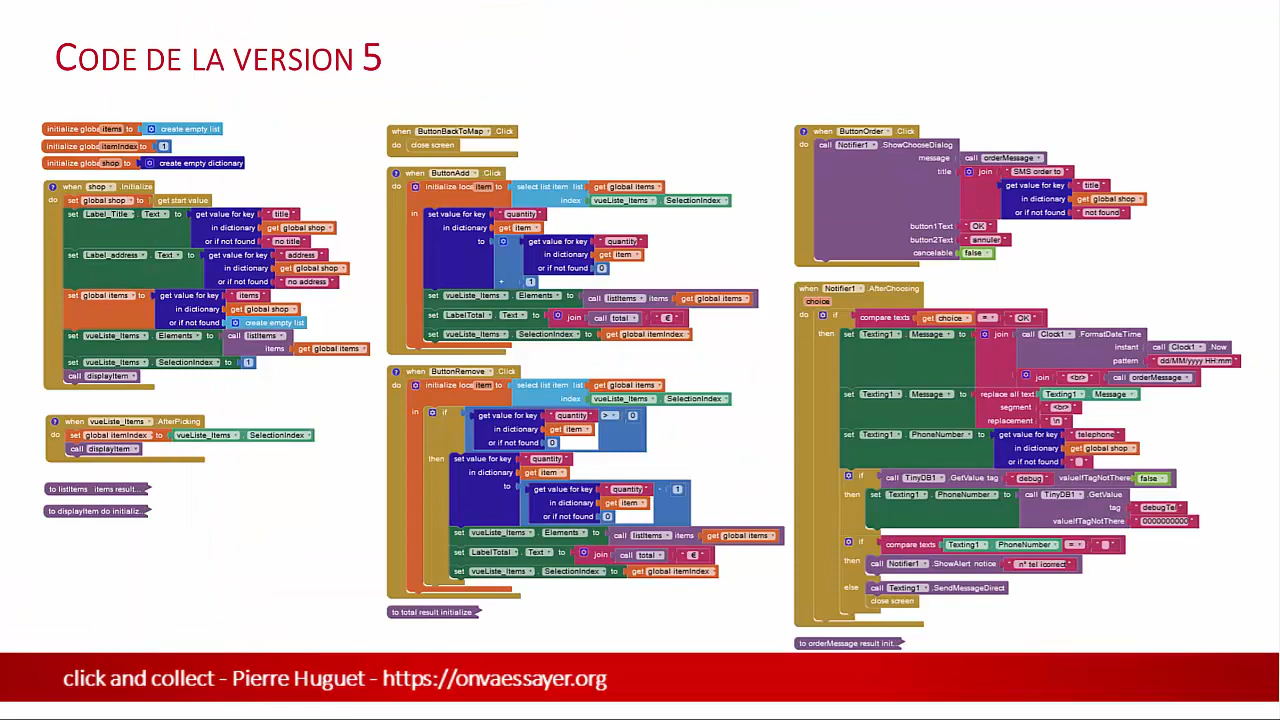 CODE DE LA VERSION 5
initialize global items to create empty list
initialize global itemIndex to 1
initialize global shop to create empty dictionary
when shop .Initialize
do set global shop to get start value
set Label_Title . Text to get value for key " title "
in dictionary get global shop
or if not found " no title "
set Label_address . Text to get value for key " address "
in dictionary get global shop
or if not found " no address "
set global items to get value for key " items "
in dictionary get global shop
or if not found create empty list
set vueListe_Items . Elements to call listItems
items get global items
set vueListe_Items . SelectionIndex to 1
call displayItem
when vueListe_Items .AfterPicking
do set global itemIndex to vueListe_Items . SelectionIndex
call displayItem
to listItems items result...
to displayItem do initializ...
when ButtonBackToMap .Click
do close screen
when ButtonAdd .Click
do initialize local item to select list item list get global items
index vueListe_Items . SelectionIndex
in set value for key " quantity "
in dictionary get item
to get value for key " quantity "
in dictionary get item
or if not found 0
+ 1
set vueListe_Items . Elements to call listItems items get global items
set LabelTotal . Text to join call total " € "
set vueListe_Items . SelectionIndex to get global itemIndex
when ButtonRemove .Click
do initialize local item to select list item list get global items
index vueListe_Items . SelectionIndex
in if get value for key " quantity " > 0
in dictionary get item
or if not found 0
then set value for key " quantity "
in dictionary get item
to get value for key " quantity " - 1
in dictionary get item
or if not found 0
set vueListe_Items . Elements to call listItems items get global items
set LabelTotal . Text to join call total " € "
set vueListe_Items . SelectionIndex to get global itemIndex
to total result initialize
when ButtonOrder .Click
do call Notifier1 .ShowChooseDialog
message call orderMessage
title join " SMS order to "
get value for key " title "
in dictionary get global shop
or if not found " not found "
button1Text " OK "
button2Text " annuler "
cancelable false
when Notifier1 .AfterChoosing
choice
do if compare texts get choice = " OK "
then set Texting1 . Message to join call Clock1 .FormatDateTime
instant call Clock1 .Now
pattern " dd/MM/yyyy HH:mm "
join " <br> " call orderMessage
set Texting1 . Message to replace all text Texting1 . Message
segment " <br> "
replacement " \n "
set Texting1 . PhoneNumber to get value for key " telephone "
in dictionary get global shop
or if not found " "
if call TinyDB1 .GetValue tag " debug " valueIfTagNotThere false
then set Texting1 . PhoneNumber to call TinyDB1 .GetValue
tag " debugTel "
valueIfTagNotThere " 0000000000 "
if compare texts Texting1 . PhoneNumber = " "
then call Notifier1 .ShowAlert notice " n° tel icorrect "
else call Texting1 .SendMessageDirect
close screen
to orderMessage result init...
click and collect - Pierre Huguet - https://onvaessayer.org